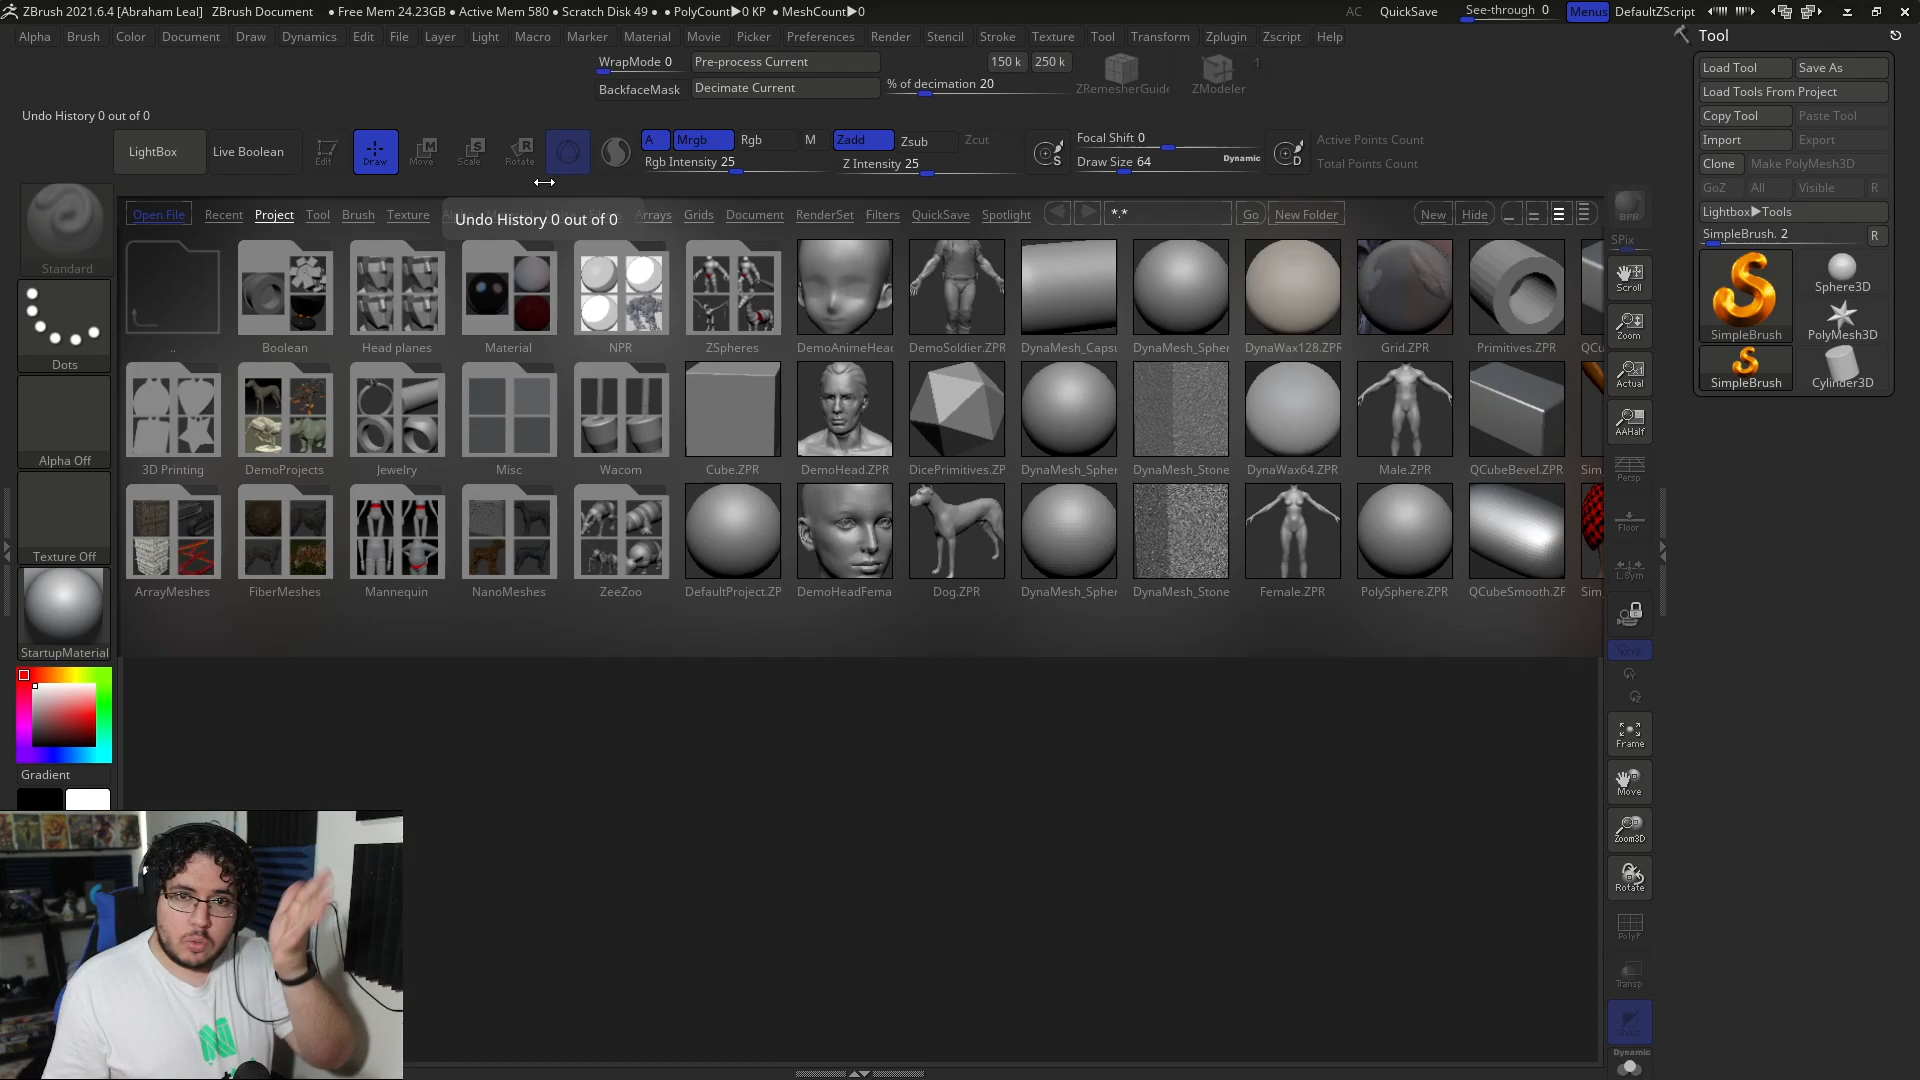 ZBrush 2021.6.4 [Abraham Leal] ZBrush Document ● Free Mem 24.23GB ● Active Mem 580 ● Scratch Disk 49 ● PolyCount▶0 KP ● MeshCount▶0 AC QuickSave See-through 0 Menus DefaultZScript
Alpha Brush Color Document Draw Dynamics Edit File Layer Light Macro Marker Material Movie Picker Preferences Render Stencil Stroke Texture Tool Transform Zplugin Zscript Help Tool
WrapMode 0 Pre-process Current 150 k 250 k 1
BackfaceMask Decimate Current % of decimation 20 ZRemesherGuide ZModeler
Load Tool Save As
Load Tools From Project
Copy Tool Paste Tool
Import Export
Clone Make PolyMesh3D
GoZ All Visible R
Lightbox▶Tools
SimpleBrush. 2 R
Sphere3D
SimpleBrush PolyMesh3D
SimpleBrush Cylinder3D
Undo History 0 out of 0
LightBox Live Boolean Edit Draw Move Scale Rotate A Mrgb Rgb M Zadd Zsub Zcut Focal Shift 0 Active Points Count
Rgb Intensity 25 Z Intensity 25 Draw Size 64 Dynamic Total Points Count
M S R S D
Open File Recent Project Tool Brush Texture Undo History 0 out of 0 Arrays Grids Document RenderSet Filters QuickSave Spotlight *.* Go New Folder New Hide
.. Boolean Head planes Material NPR ZSpheres DemoAnimeHeac DemoSoldier.ZPR DynaMesh_Capsu DynaMesh_Spher DynaWax128.ZPR Grid.ZPR Primitives.ZPR QCu
3D Printing DemoProjects Jewelry Misc Wacom Cube.ZPR DemoHead.ZPR DicePrimitives.ZP DynaMesh_Spher DynaMesh_Stone DynaWax64.ZPR Male.ZPR QCubeBevel.ZPR Sim_
ArrayMeshes FiberMeshes Mannequin NanoMeshes ZeeZoo DefaultProject.ZP DemoHeadFema Dog.ZPR DynaMesh_Spher DynaMesh_Stone Female.ZPR PolySphere.ZPR QCubeSmooth.ZF Sim_
Standard
Dots
Alpha Off
Texture Off
StartupMaterial
Gradient
BPR
SPix
Scroll
Zoom
Actual
AAHalf
Persp
Floor
L.Sym
Frame
Move
Zoom3D
Rotate
PolyF
Transp
Ghost
Dynamic